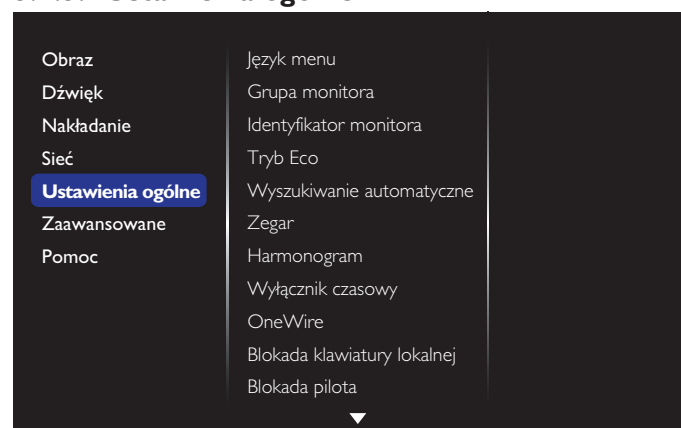 Obraz
Dźwięk
Nakładanie
Sieć
Ustawienia ogólne
Zaawansowane
Pomoc
Język menu
Grupa monitora
Identyfikator monitora
Tryb Eco
Wyszukiwanie automatyczne
Zegar
Harmonogram
Wyłącznik czasowy
OneWire
Blokada klawiatury lokalnej
Blokada pilota